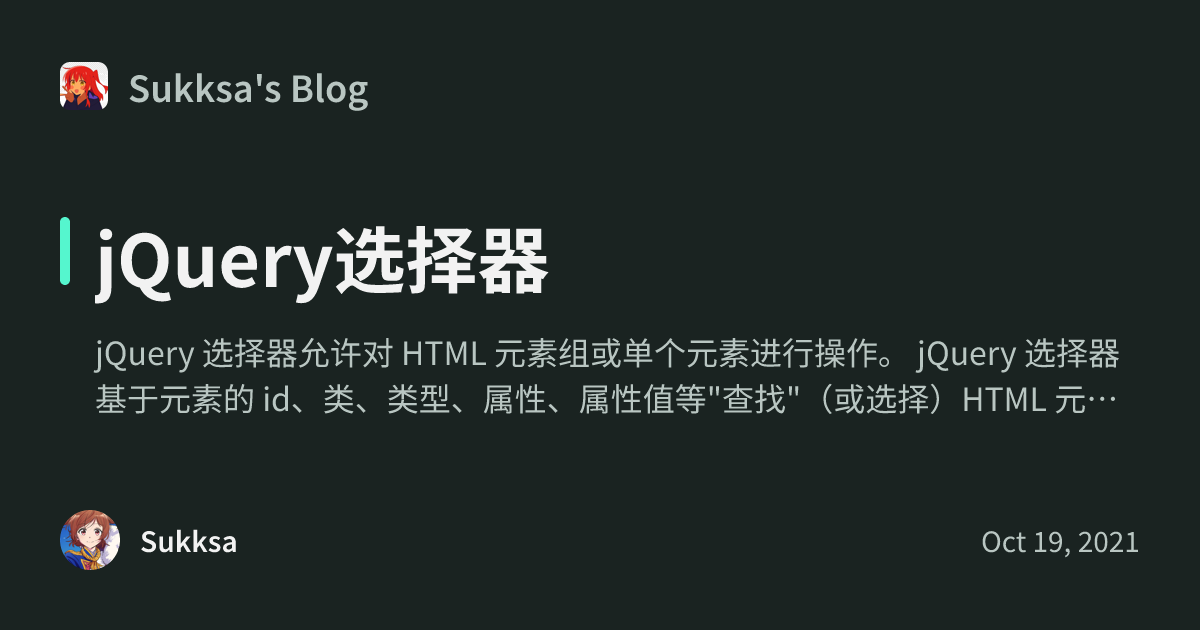 Sukksa's Blog
jQuery选择器
jQuery 选择器允许对 HTML 元素组或单个元素进行操作。 jQuery 选择器
基于元素的 id、类、类型、属性、属性值等"查找"（或选择）HTML 元…
Sukksa
Oct 19, 2021